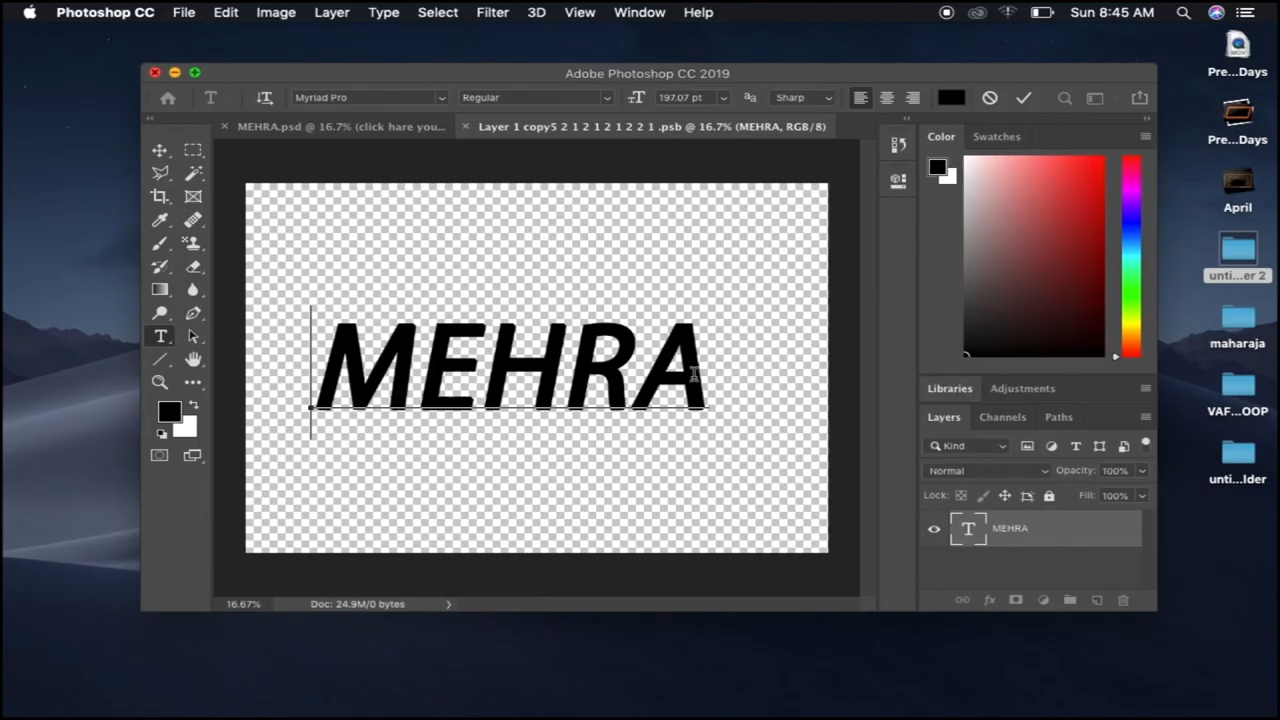 Photoshop CC File Edit Image Layer Type Select Filter 3D View Window Help Sun 8:45 AM
Pre...Days
Adobe Photoshop CC 2019
Myriad Pro Regular 197.07 pt Sharp
MEHRA.psd @ 16.7% (click hare you... Layer 1 copy5 2 1 2 1 2 1 2 2 1 .psb @ 16.7% (MEHRA, RGB/8)
Color Swatches
Pre...Days
April
unti...er 2
maharaja
MEHRA
Libraries Adjustments
VAF...OOP
Layers Channels Paths
Kind
Normal Opacity: 100%
unti...lder
Lock: Fill: 100%
T MEHRA
16.67% Doc: 24.9M/0 bytes